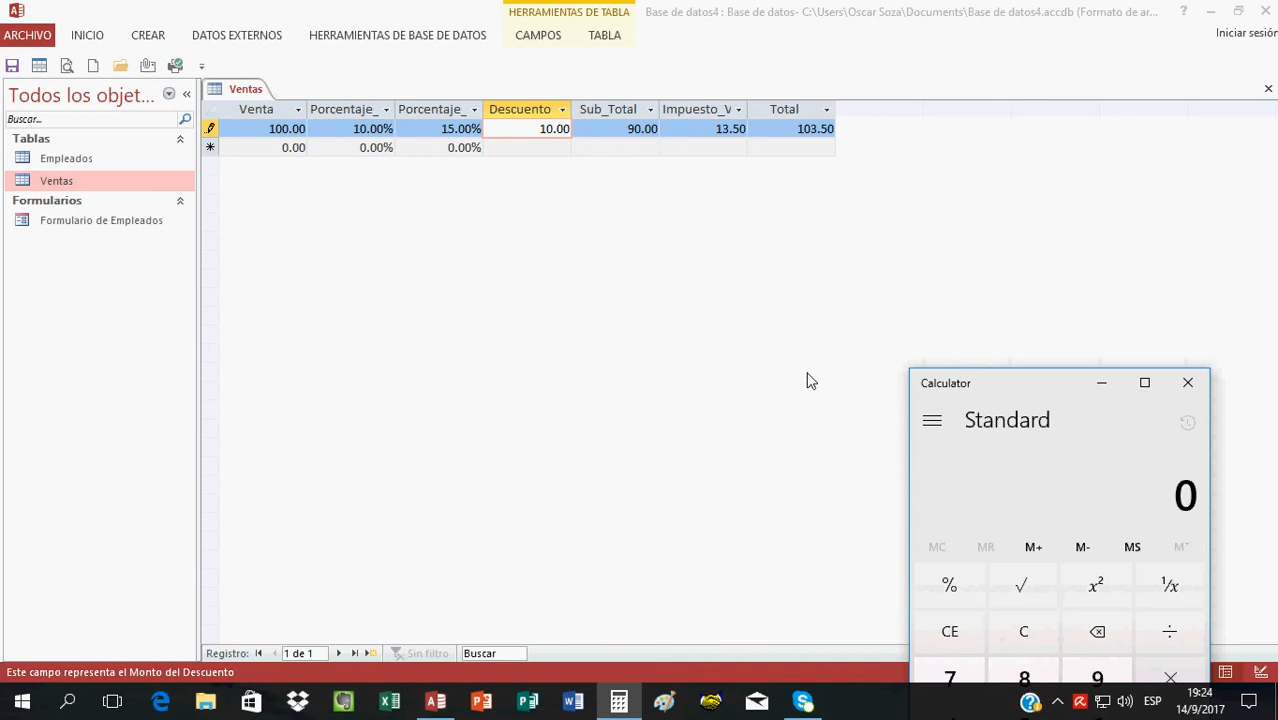 HERRAMIENTAS DE TABLA Base de datos4 : Base de datos- C:\Users\Oscar Soza\Documents\Base de datos4.accdb (Formato de ar... ?
ARCHIVO INICIO CREAR DATOS EXTERNOS HERRAMIENTAS DE BASE DE DATOS CAMPOS TABLA Iniciar sesión
Todos los objet... «
Ventas
Buscar...
Venta Porcentaje_ Porcentaje_ Descuento Sub_Total Impuesto_V Total
100.00 10.00% 15.00% 10.00 90.00 13.50 103.50
0.00 0.00% 0.00%
Tablas
Empleados
Ventas
Formularios
Formulario de Empleados
Calculator
Standard
0
MC MR M+ M- MS M˅
% √ x² ¹/x
CE C ÷
7 8 9 ×
Registro: 1 de 1 Sin filtro Buscar
Este campo representa el Monto del Descuento
ESP 19:24
14/9/2017